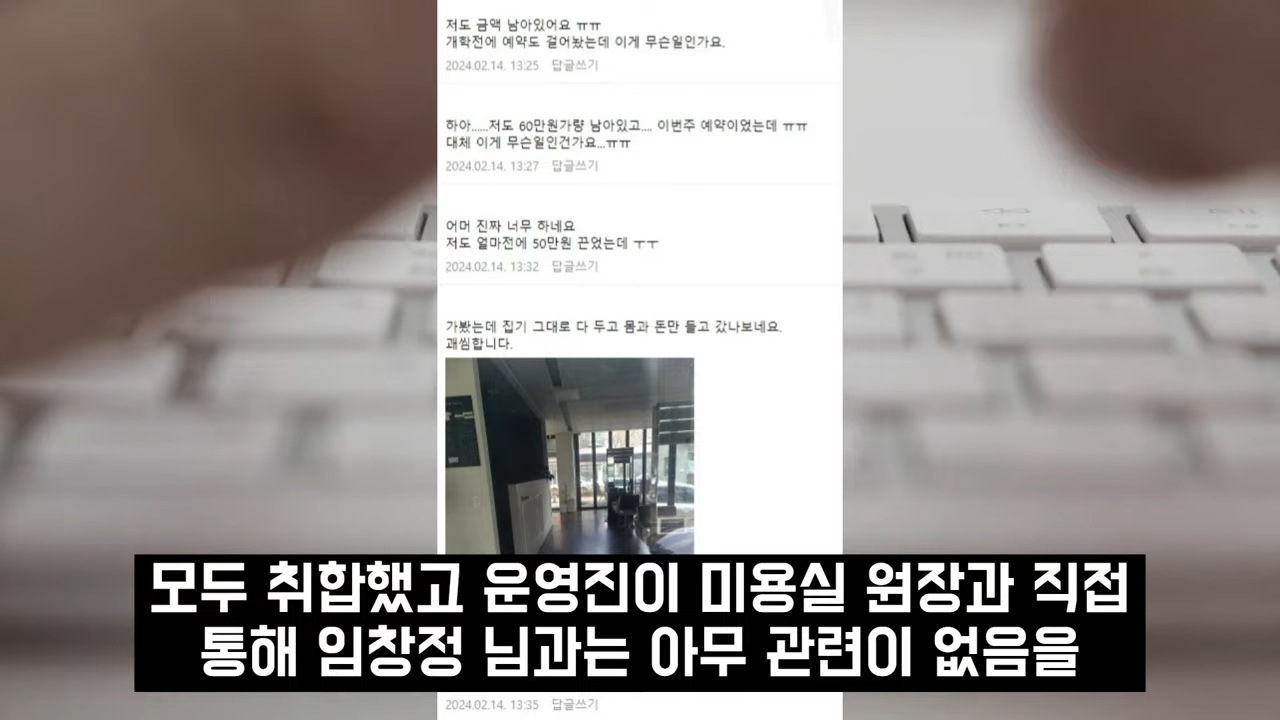 저도 금액 남아있어요 ㅠㅠ
개학전에 예약도 걸어놨는데 이게 무슨일인가요.
2024.02.14. 13:25 답글쓰기
하아......저도 60만원가량 남아있고.... 이번주 예약이었는데 ㅠㅠ
대체 이게 무슨일인건가요...ㅠㅠ
2024.02.14. 13:27 답글쓰기
어머 진짜 너무 하네요
저도 얼마전에 50만원 끈었는데 ㅜㅜ
2024.02.14. 13:32 답글쓰기
가봤는데 집기 그대로 다 두고 몸과 돈만 들고 갔나보네요.
괘씸합니다.
모두 취합했고 운영진이 미용실 원장과 직접
통해 임창정 님과는 아무 관련이 없음을
2024.02.14. 13:35 답글쓰기